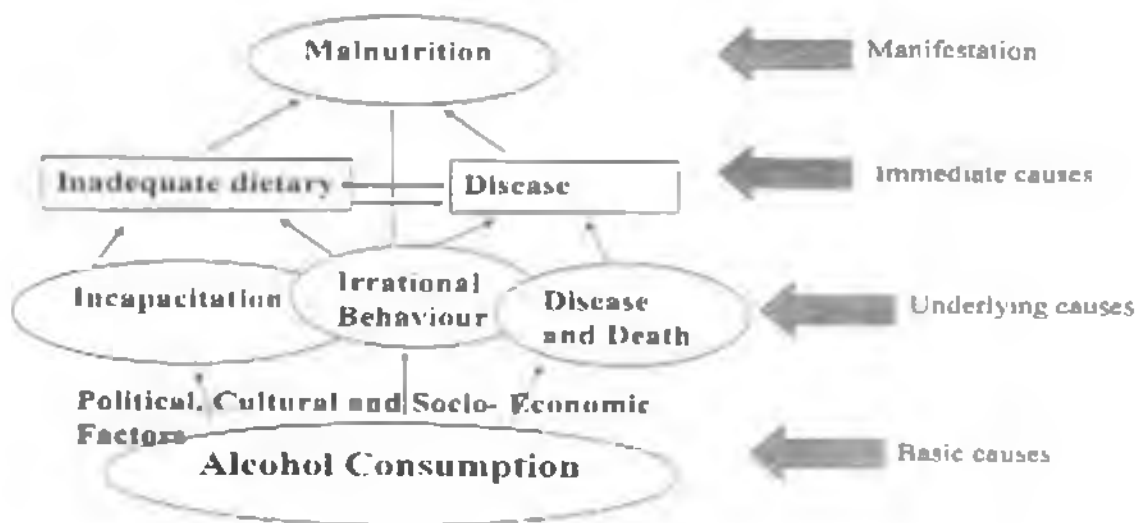 Malnutrition
Manifestation
Inadequate dietary
Disease
Immediate causes
Incapacitation
Irrational
Behaviour
Disease
and Death
Underlying causes
Political, Cultural and Socio- Economic
Factors
Alcohol Consumption
Basic causes